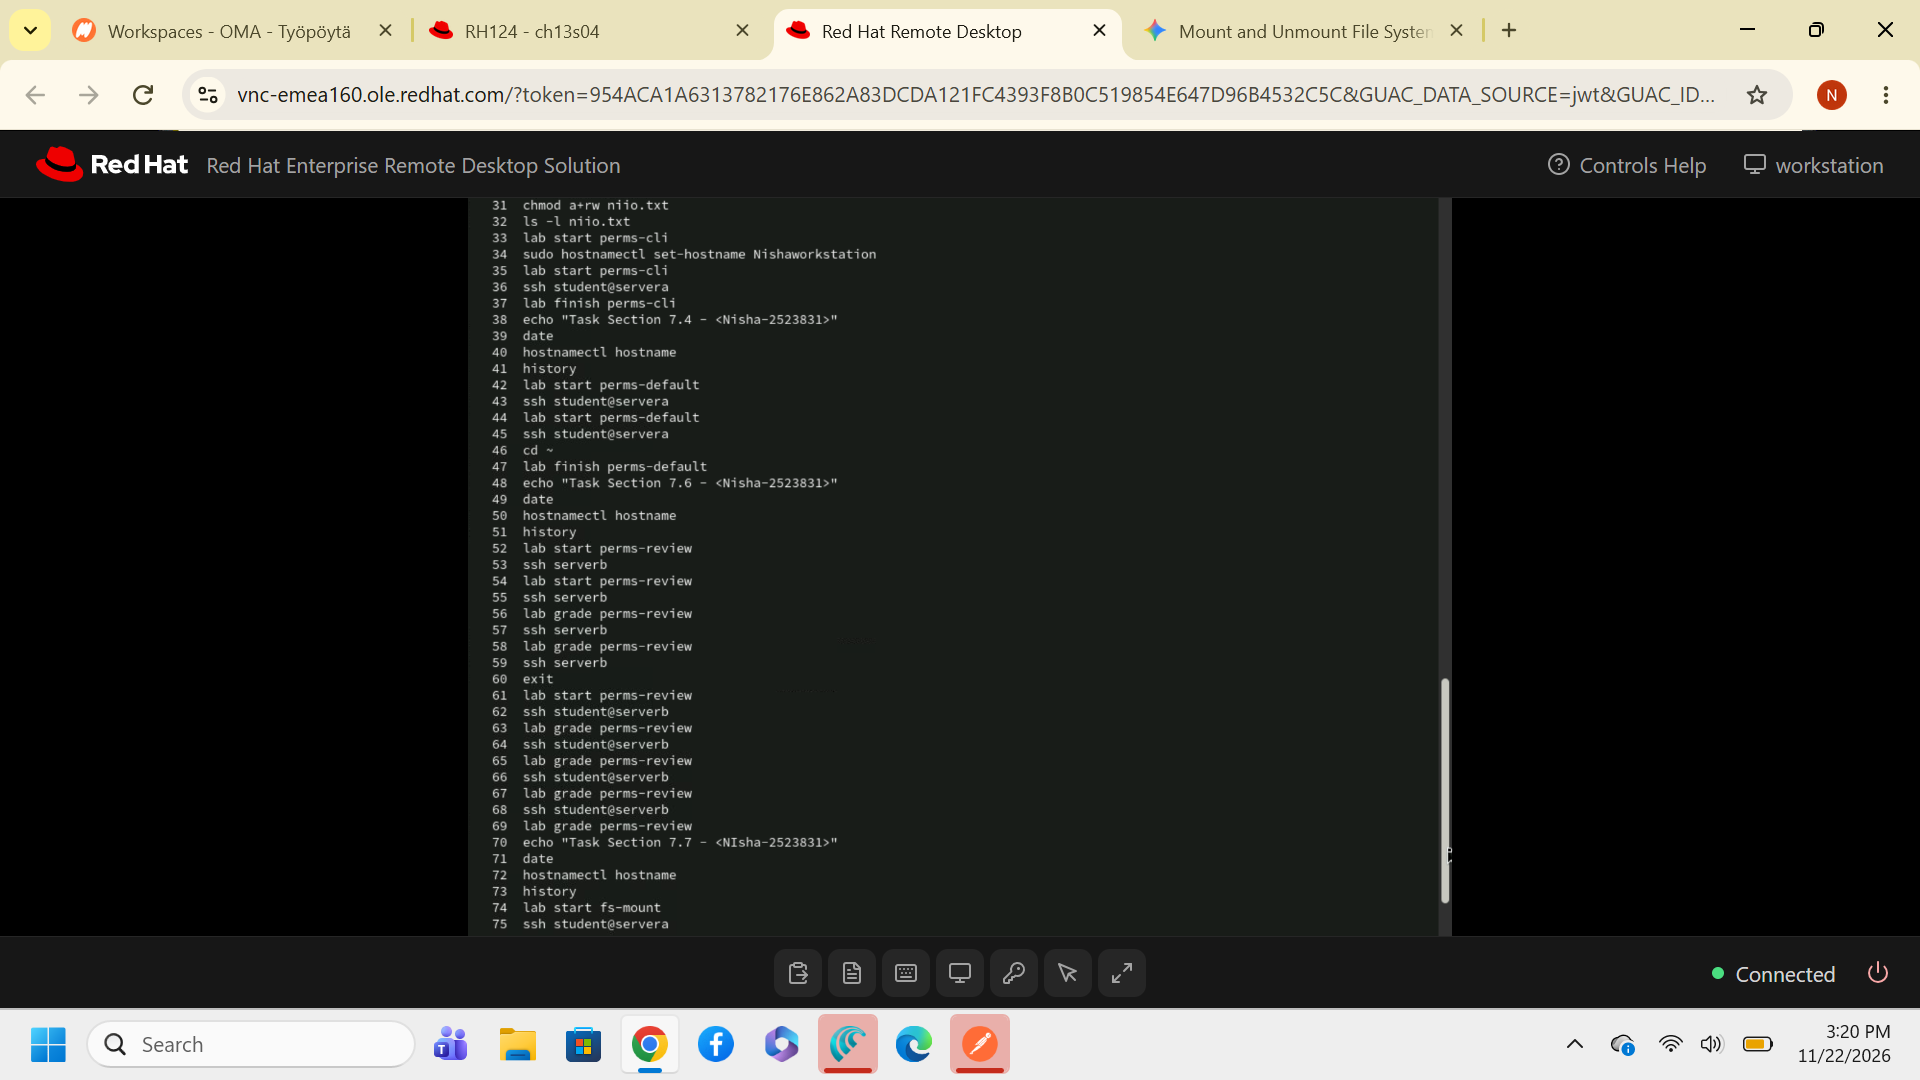 Workspaces - OMA - Työpöytä
RH124 - ch13s04
Red Hat Remote Desktop
Mount and Unmount File System
vnc-emea160.ole.redhat.com/?token=954ACA1A6313782176E862A83DCDA121FC4393F8B0C519854E647D96B4532C5C&GUAC_DATA_SOURCE=jwt&GUAC_ID...
N
Red Hat
Red Hat Enterprise Remote Desktop Solution
Controls Help
workstation
31 chmod a+rw niio.txt
32 ls -l niio.txt
33 lab start perms-cli
34 sudo hostnamectl set-hostname Nishaworkstation
35 lab start perms-cli
36 ssh student@servera
37 lab finish perms-cli
38 echo "Task Section 7.4 - <Nisha-2523831>"
39 date
40 hostnamectl hostname
41 history
42 lab start perms-default
43 ssh student@servera
44 lab start perms-default
45 ssh student@servera
46 cd ~
47 lab finish perms-default
48 echo "Task Section 7.6 - <Nisha-2523831>"
49 date
50 hostnamectl hostname
51 history
52 lab start perms-review
53 ssh serverb
54 lab start perms-review
55 ssh serverb
56 lab grade perms-review
57 ssh serverb
58 lab grade perms-review
59 ssh serverb
60 exit
61 lab start perms-review
62 ssh student@serverb
63 lab grade perms-review
64 ssh student@serverb
65 lab grade perms-review
66 ssh student@serverb
67 lab grade perms-review
68 ssh student@serverb
69 lab grade perms-review
70 echo "Task Section 7.7 - <NIsha-2523831>"
71 date
72 hostnamectl hostname
73 history
74 lab start fs-mount
75 ssh student@servera
Connected
Search
3:20 PM
11/22/2026